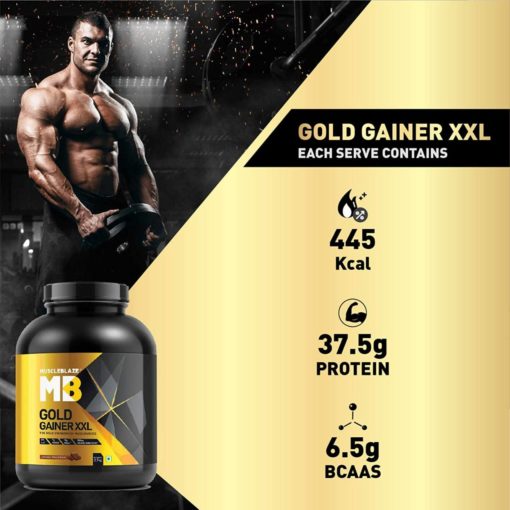 GOLD GAINER XXL
EACH SERVE CONTAINS
445
Kcal
37.5g
PROTEIN
6.5g
BCAAS
MUSCLEBLAZE
MB
GOLD
GAINER XXL